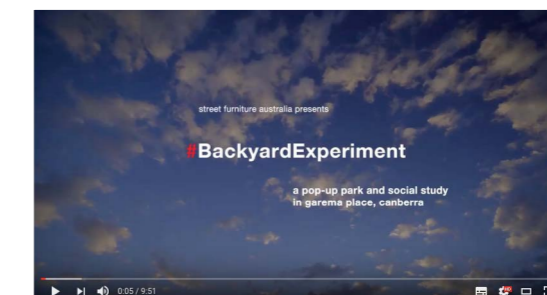 street furniture australia presents
#BackyardExperiment
a pop-up park and social study
in garema place, canberra
0:05 / 9:51
HD